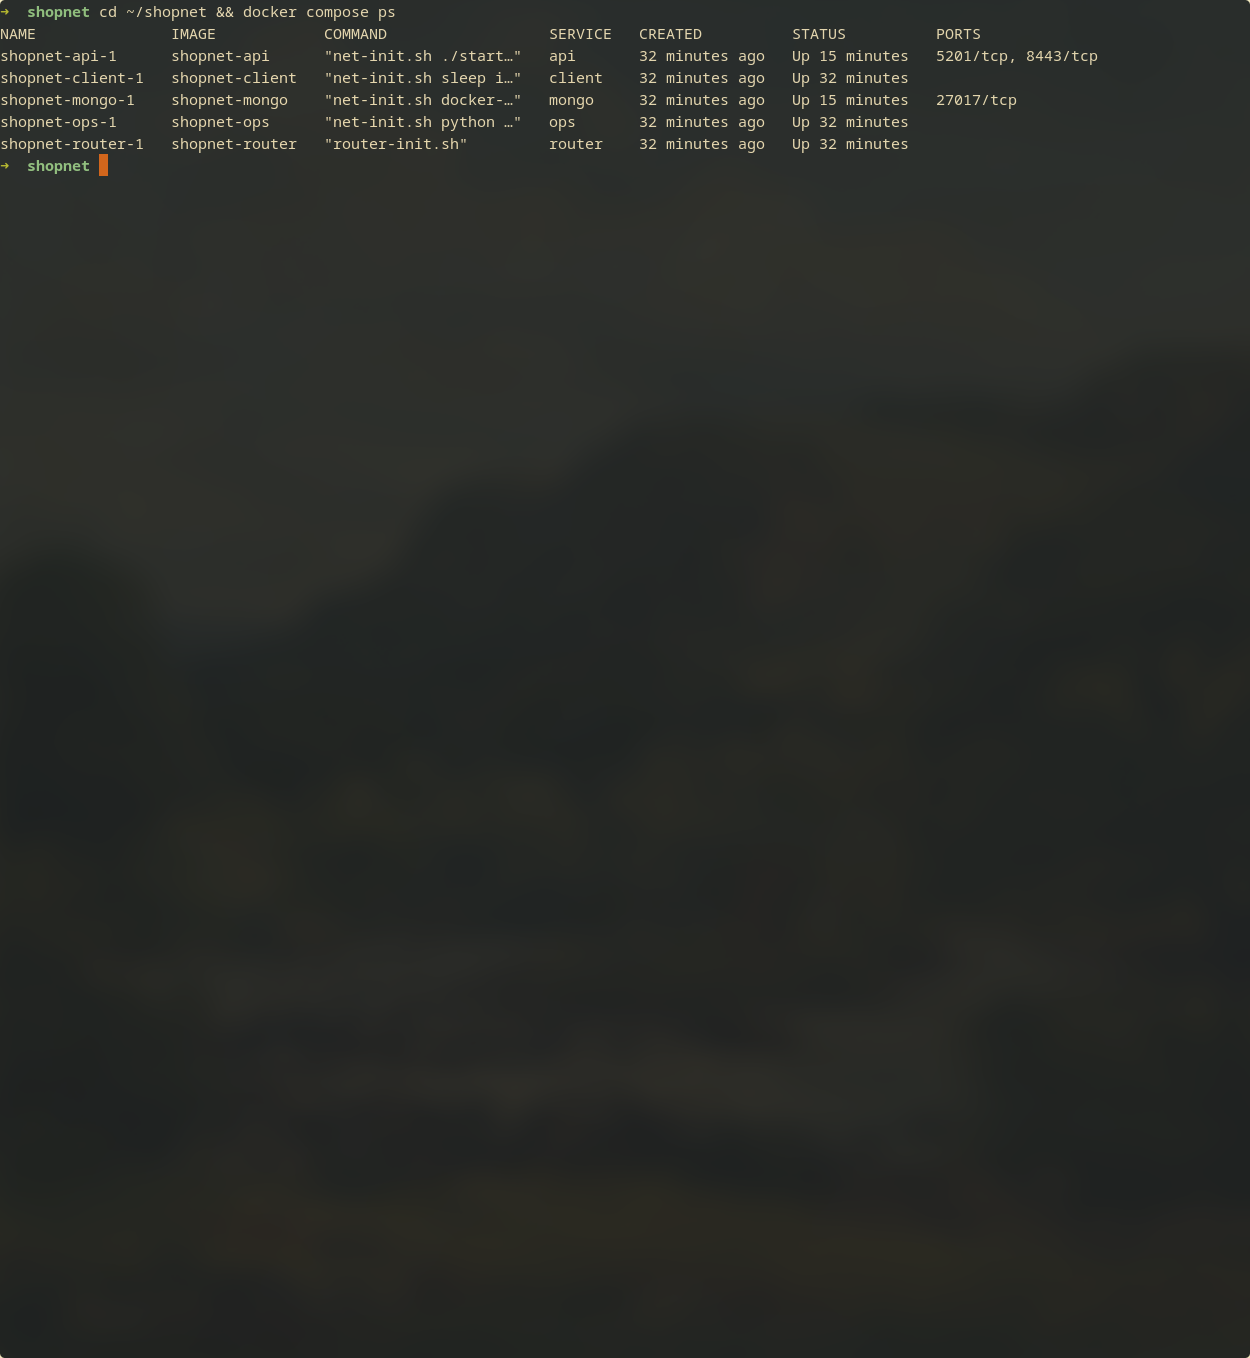 ➜  shopnet cd ~/shopnet && docker compose ps
NAME               IMAGE            COMMAND                  SERVICE   CREATED          STATUS          PORTS
shopnet-api-1      shopnet-api      "net-init.sh ./start…"   api       32 minutes ago   Up 15 minutes   5201/tcp, 8443/tcp
shopnet-client-1   shopnet-client   "net-init.sh sleep i…"   client    32 minutes ago   Up 32 minutes
shopnet-mongo-1    shopnet-mongo    "net-init.sh docker-…"   mongo     32 minutes ago   Up 15 minutes   27017/tcp
shopnet-ops-1      shopnet-ops      "net-init.sh python …"   ops       32 minutes ago   Up 32 minutes
shopnet-router-1   shopnet-router   "router-init.sh"         router    32 minutes ago   Up 32 minutes
➜  shopnet